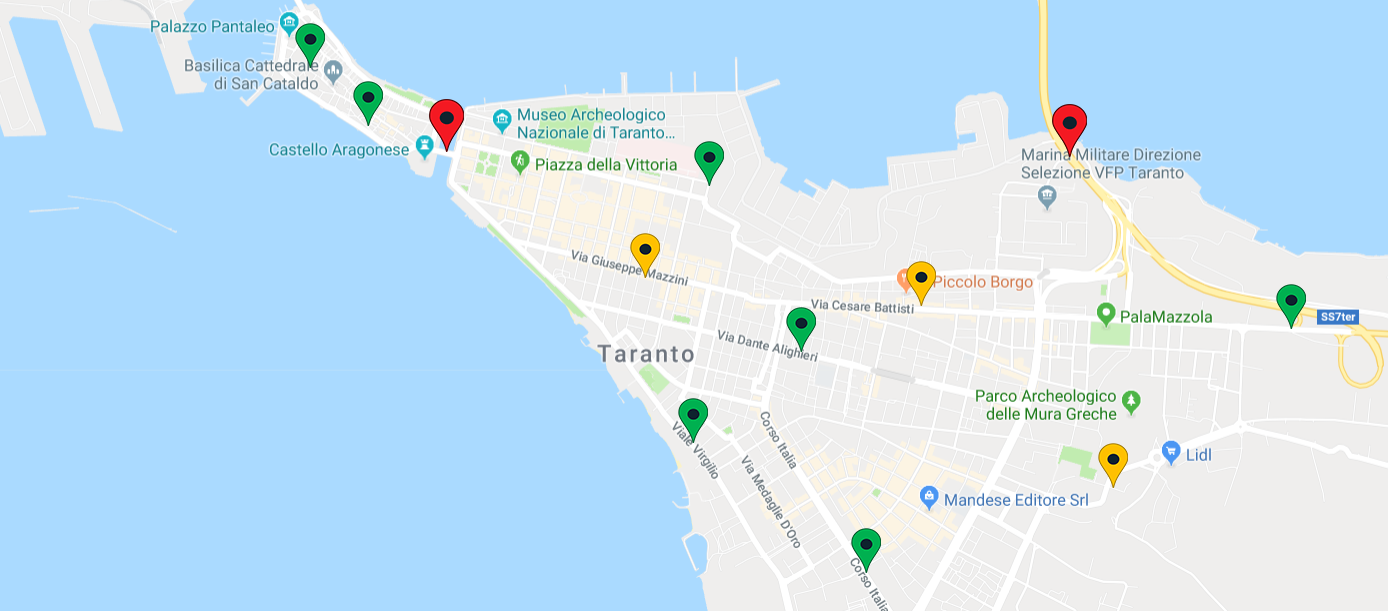 Palazzo Pantaleo
Basilica Cattedrale
di San Cataldo
Castello Aragonese
Museo Archeologico
Nazionale di Taranto...
Piazza della Vittoria
Marina Militare Direzione
Selezione VFP Taranto
Via Giuseppe Mazzini
Piccolo Borgo
Via Cesare Battisti
PalaMazzola
SS7ter
Via Dante Alighieri
Taranto
Parco Archeologico
delle Mura Greche
Viale Virgilio
Corso Italia
Via Medaglie D'Oro
Lidl
Mandese Editore Srl
Corso Italia